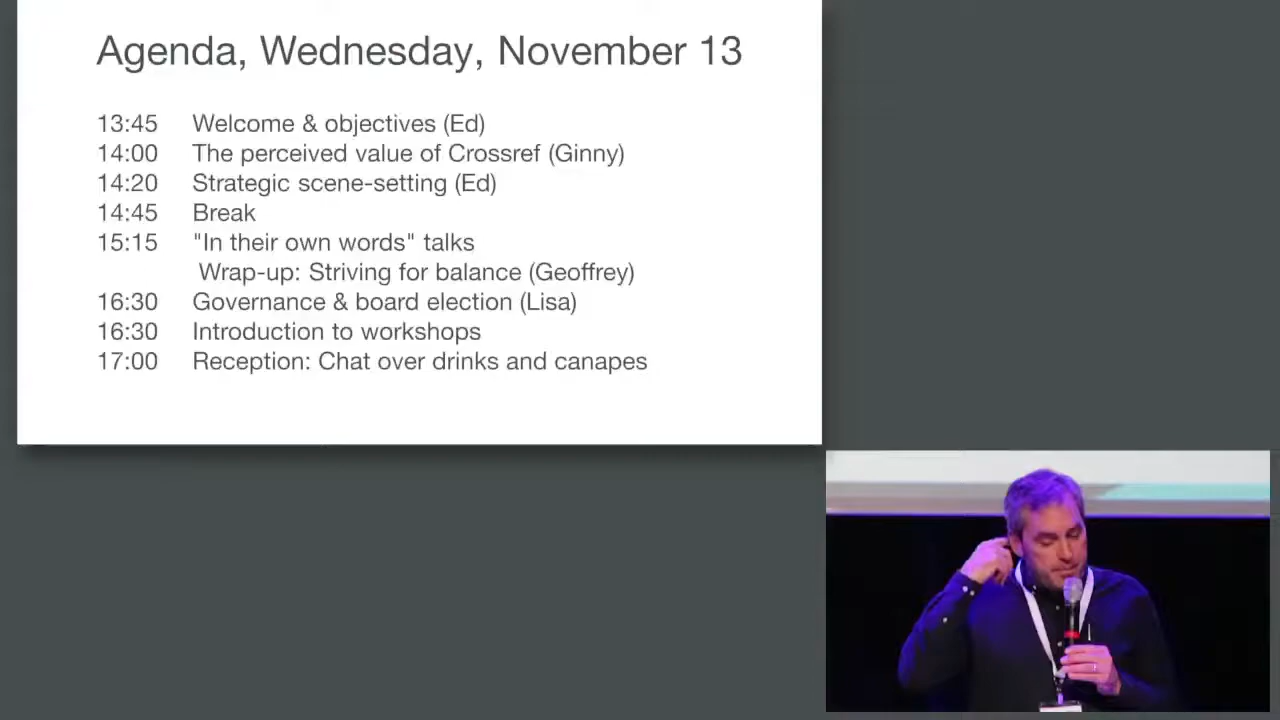 Agenda, Wednesday, November 13
13:45 Welcome & objectives (Ed)
14:00 The perceived value of Crossref (Ginny)
14:20 Strategic scene-setting (Ed)
14:45 Break
15:15 "In their own words" talks
Wrap-up: Striving for balance (Geoffrey)
16:30 Governance & board election (Lisa)
16:30 Introduction to workshops
17:00 Reception: Chat over drinks and canapes